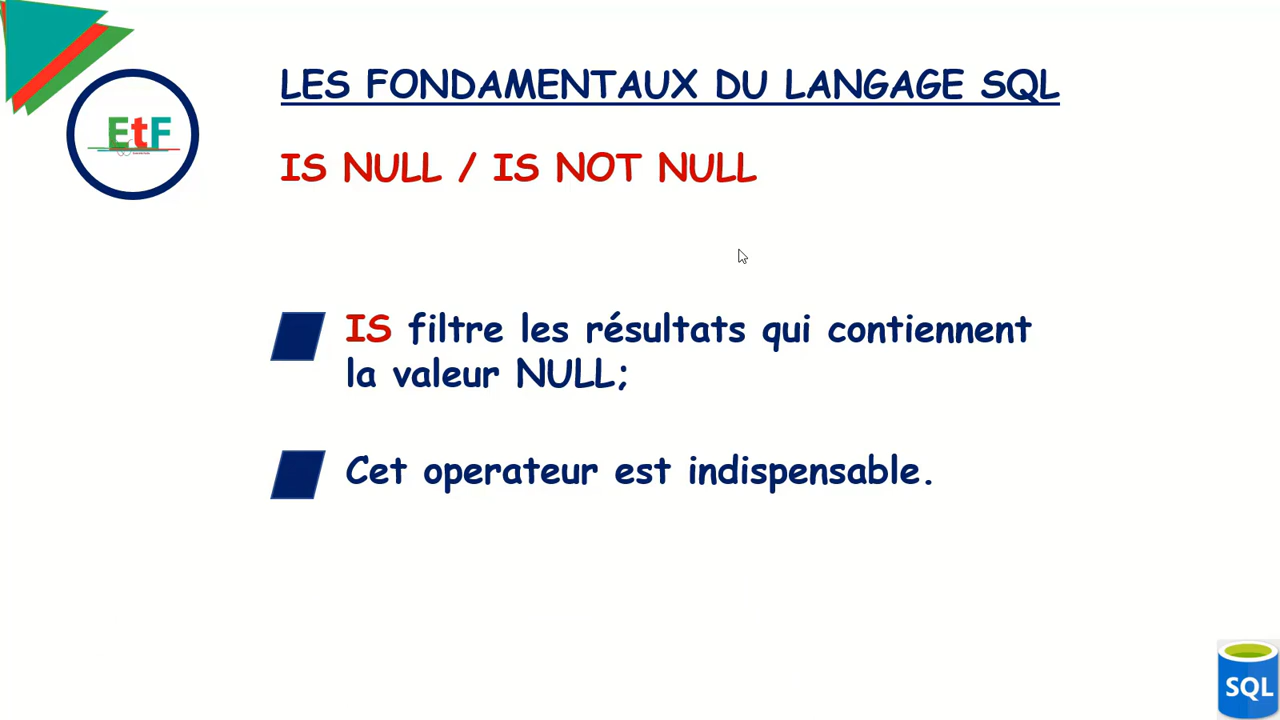 LES FONDAMENTAUX DU LANGAGE SQL
EtF
IS NULL / IS NOT NULL
IS filtre les résultats qui contiennent
la valeur NULL;
Cet operateur est indispensable.
SQL